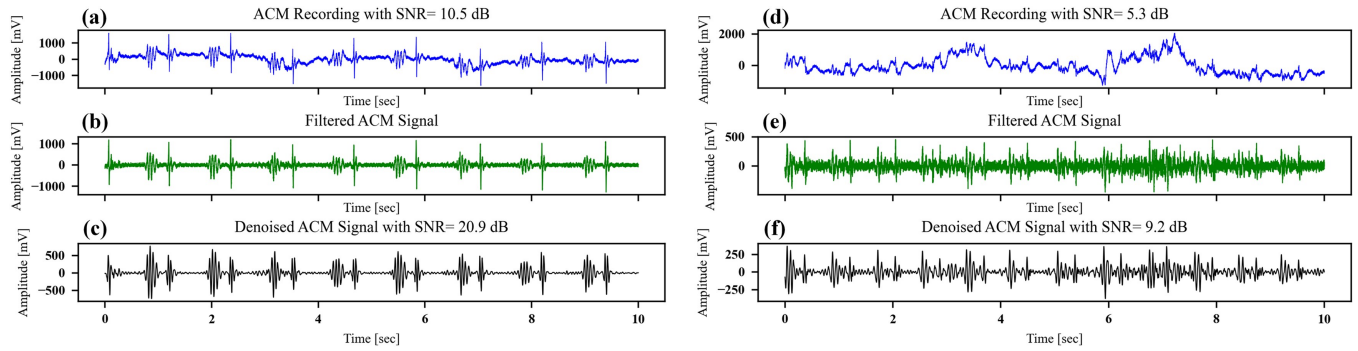 (a) ACM Recording with SNR= 10.5 dB
Amplitude [mV]
1000
0
−1000
Time [sec]
(b) Filtered ACM Signal
Amplitude [mV]
1000
0
−1000
Time [sec]
(c) Denoised ACM Signal with SNR= 20.9 dB
Amplitude [mV]
500
0
−500
0 2 4 6 8 10
Time [sec]
(d) ACM Recording with SNR= 5.3 dB
Amplitude [mV]
1000
0
Time [sec]
(e) Filtered ACM Signal
Amplitude [mV]
500
0
Time [sec]
(f) Denoised ACM Signal with SNR= 9.2 dB
Amplitude [mV]
250
0
−250
0 2 4 6 8 10
Time [sec]